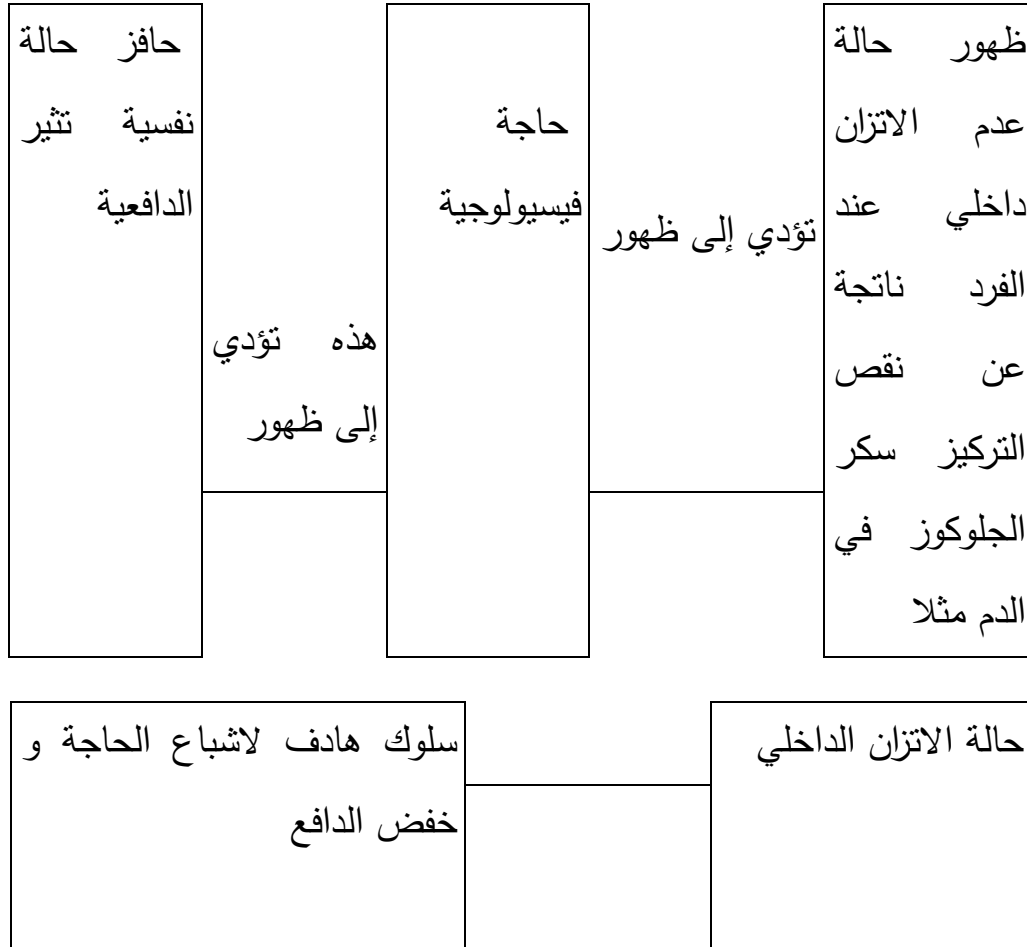 ظهور حالة
عدم الاتزان
داخلي عند
الفرد ناتجة
عن نقص
التركيز سكر
الجلوكوز في
الدم مثلا
تؤدي إلى ظهور
حاجة
فيسيولوجية
هذه تؤدي
إلى ظهور
حافز حالة
نفسية تثير
الدافعية
حالة الاتزان الداخلي
سلوك هادف لاشباع الحاجة و
خفض الدافع